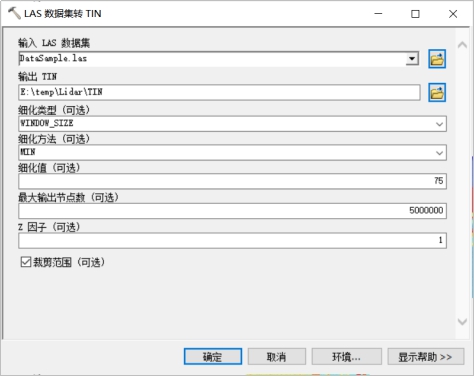 LAS 数据集转 TIN
输入 LAS 数据集
DataSample.las
输出 TIN
E:\temp\Lidar\TIN
细化类型（可选）
WINDOW_SIZE
细化方法（可选）
MIN
细化值（可选）
75
最大输出节点数（可选）
5000000
Z 因子（可选）
1
裁剪范围（可选）
确定 取消 环境... 显示帮助 >>